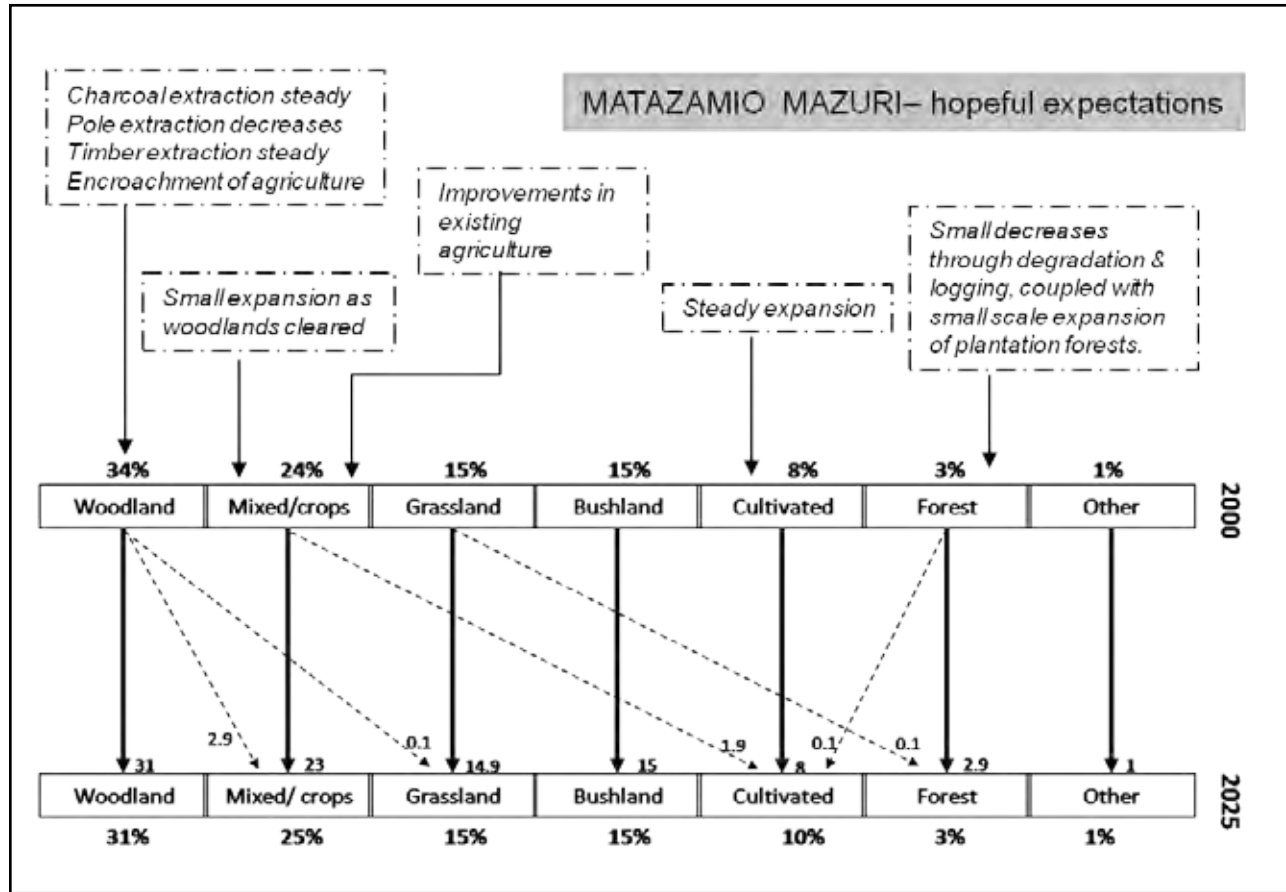 MATAZAMIO MAZURI– hopeful expectations
Charcoal extraction steady
Pole extraction decreases
Timber extraction steady
Encroachment of agriculture
Improvements in
existing
agriculture
Small expansion as
woodlands cleared
Steady expansion
Small decreases
through degradation &
logging, coupled with
small scale expansion
of plantation forests.
34% 24% 15% 15% 8% 3% 1%
Woodland Mixed/crops Grassland Bushland Cultivated Forest Other
2000
2.9 0.1 1.9 0.1 0.1
31 23 14.9 15 8 2.9 1
Woodland Mixed/ crops Grassland Bushland Cultivated Forest Other
2025
31% 25% 15% 15% 10% 3% 1%